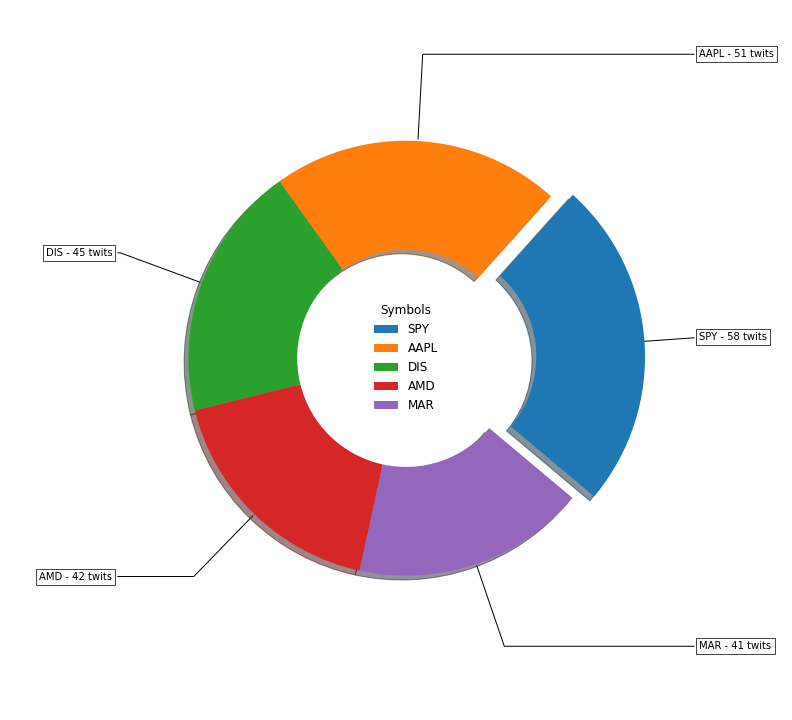 AAPL - 51 twits
DIS - 45 twits
Symbols
SPY
AAPL
DIS
AMD
MAR
SPY - 58 twits
AMD - 42 twits
MAR - 41 twits